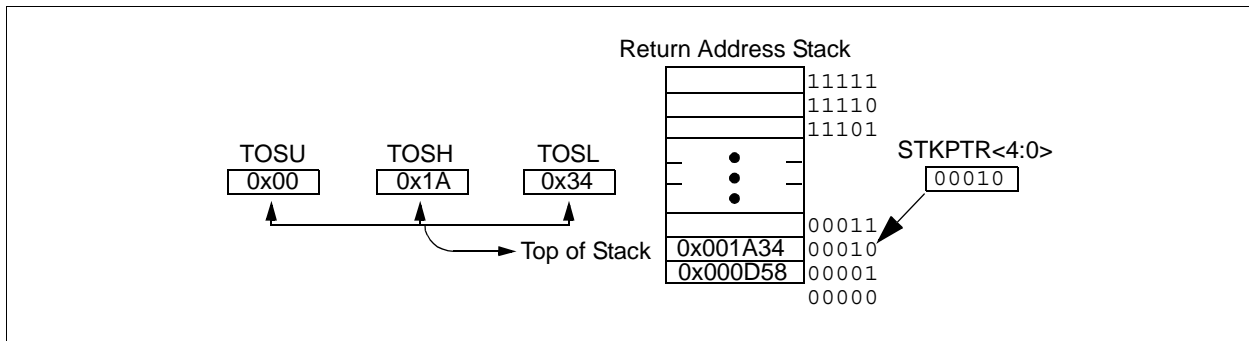 Return Address Stack
11111
11110
11101
TOSU TOSH TOSL
0x00 0x1A 0x34
STKPTR<4:0>
00010
00011
Top of Stack 0x001A34 00010
0x000D58 00001
00000